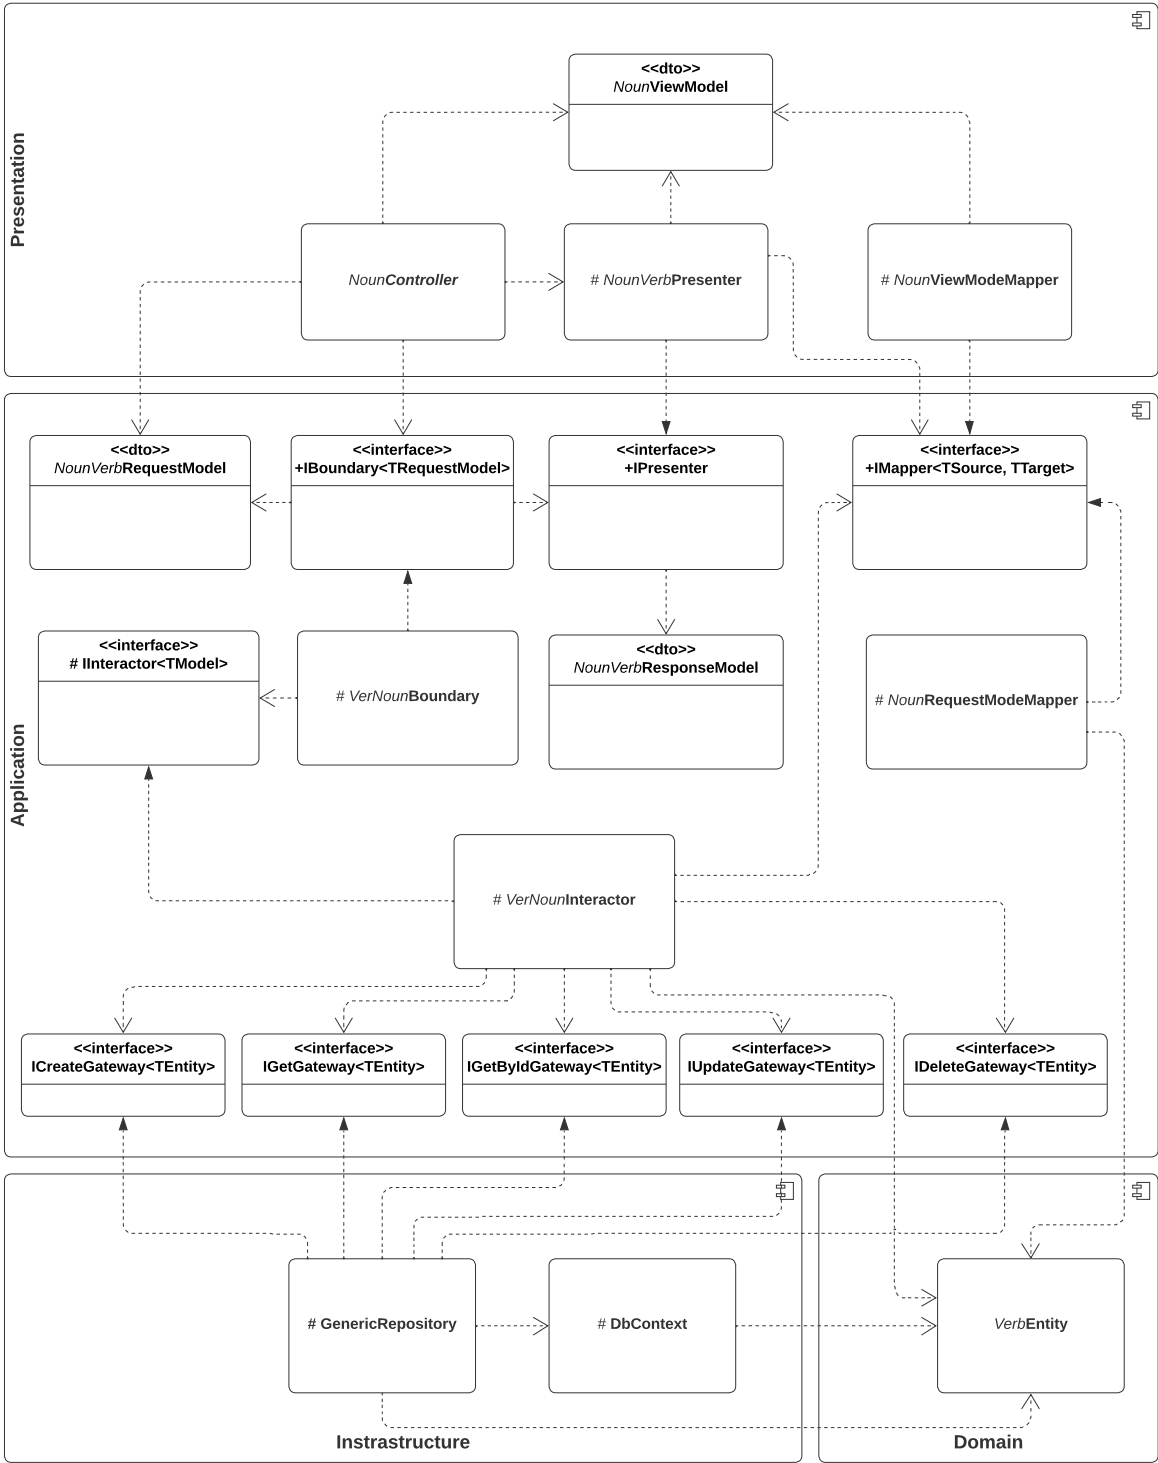 Presentation
<<dto>>
NounViewModel
NounController
# NounVerbPresenter
# NounViewModeMapper
Application
<<dto>>
NounVerbRequestModel
<<interface>>
+IBoundary<TRequestModel>
<<interface>>
+IPresenter
<<interface>>
+IMapper<TSource, TTarget>
<<interface>>
# IInteractor<TModel>
# VerNounBoundary
<<dto>>
NounVerbResponseModel
# NounRequestModeMapper
# VerNounInteractor
<<interface>>
ICreateGateway<TEntity>
<<interface>>
IGetGateway<TEntity>
<<interface>>
IGetByIdGateway<TEntity>
<<interface>>
IUpdateGateway<TEntity>
<<interface>>
IDeleteGateway<TEntity>
# GenericRepository
# DbContext
VerbEntity
Instrastructure
Domain